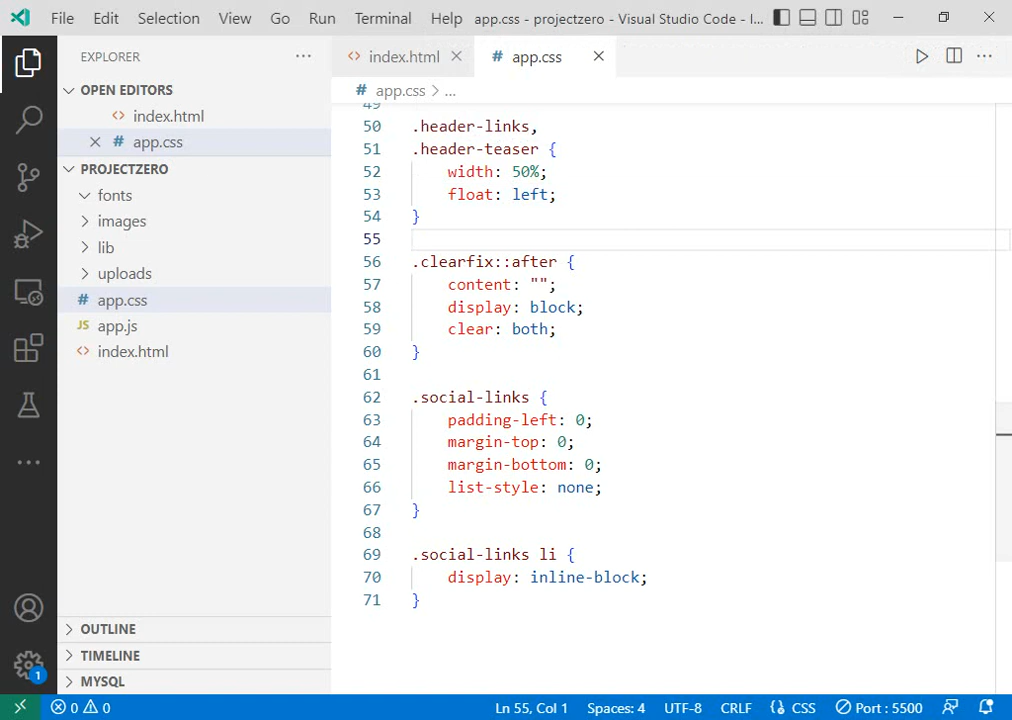 File Edit Selection View Go Run Terminal Help app.css - projectzero - Visual Studio Code - I...
EXPLORER ...
OPEN EDITORS
index.html
app.css
PROJECTZERO
fonts
images
lib
uploads
app.css
JS app.js
index.html
OUTLINE
TIMELINE
MYSQL
index.html
app.css
app.css > ...
49
50 .header-links,
51 .header-teaser {
52 width: 50%;
53 float: left;
54 }
55
56 .clearfix::after {
57 content: "";
58 display: block;
59 clear: both;
60 }
61
62 .social-links {
63 padding-left: 0;
64 margin-top: 0;
65 margin-bottom: 0;
66 list-style: none;
67 }
68
69 .social-links li {
70 display: inline-block;
71 }
1
0 0 Ln 55, Col 1 Spaces: 4 UTF-8 CRLF {} CSS Port : 5500